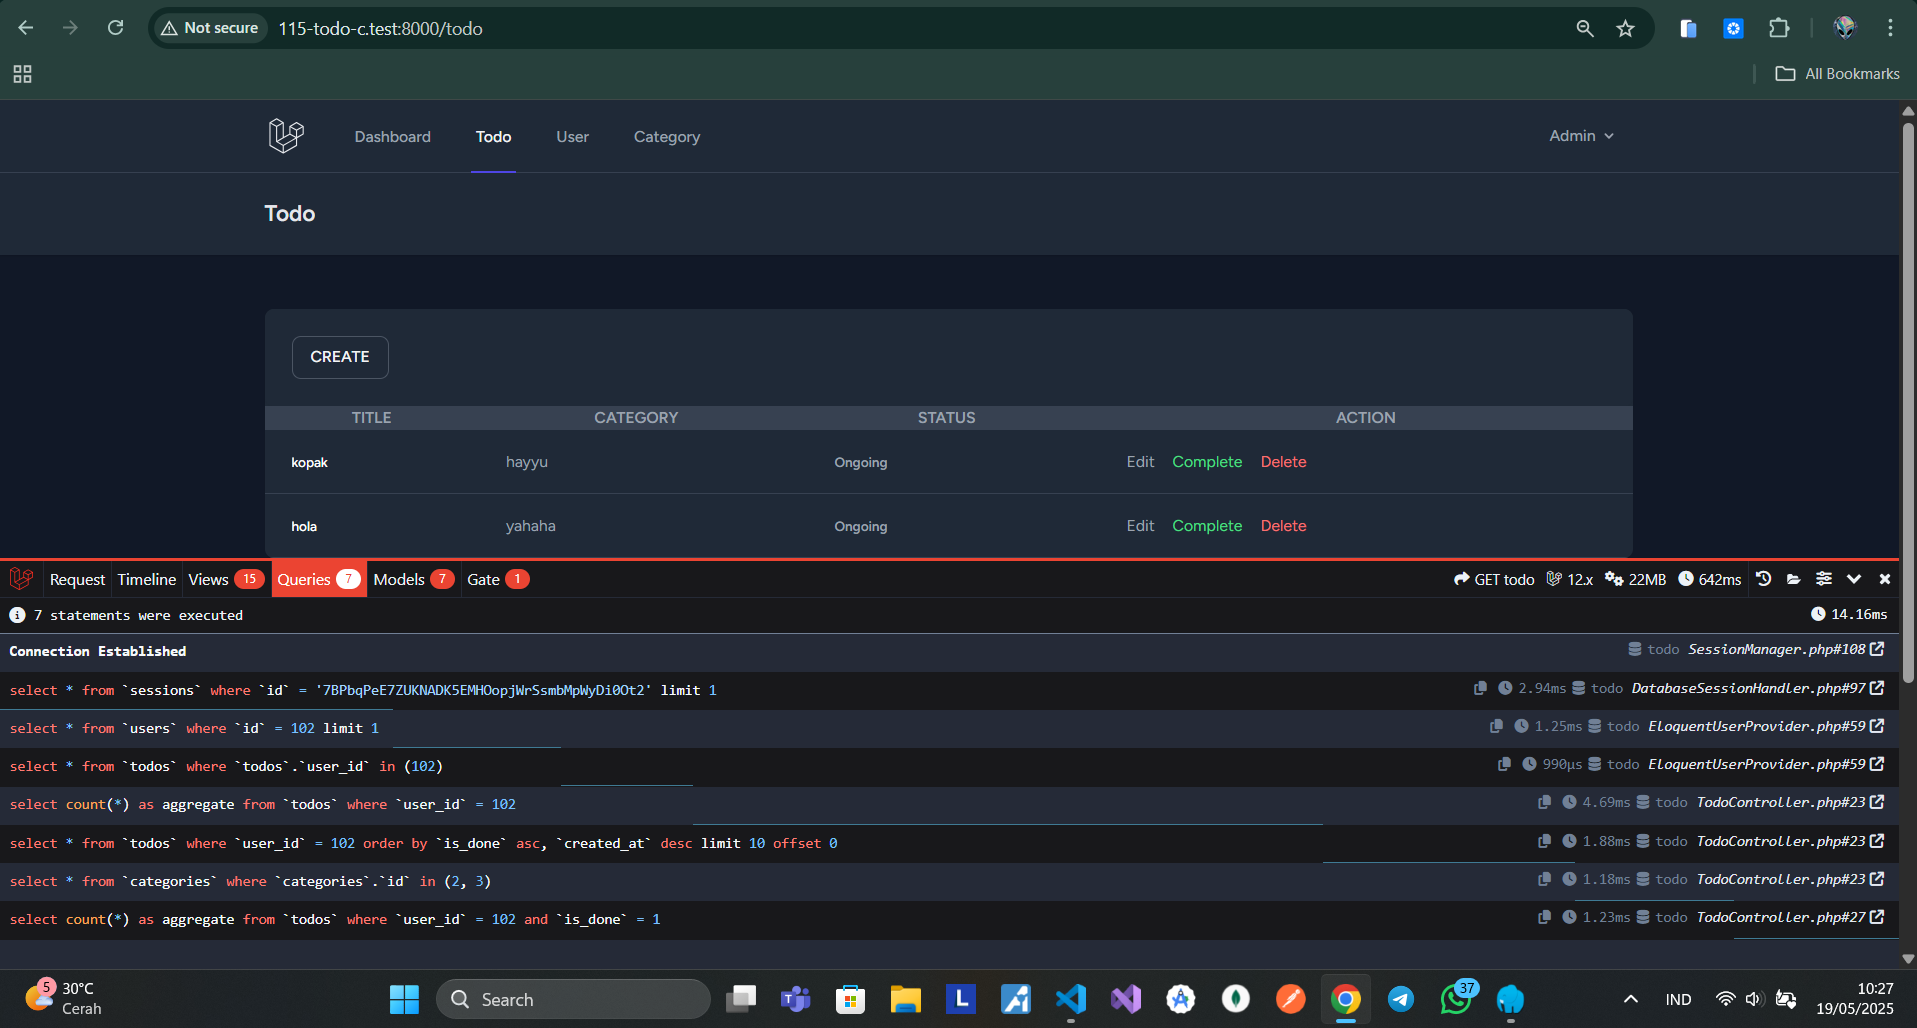 Not secure 115-todo-c.test:8000/todo
All Bookmarks
Dashboard Todo User Category Admin
Todo
CREATE
TITLE CATEGORY STATUS ACTION
kopak hayyu Ongoing Edit Complete Delete
hola yahaha Ongoing Edit Complete Delete
Request Timeline Views 15 Queries 7 Models 7 Gate 1 GET todo 12.x 22MB 642ms
7 statements were executed 14.16ms
Connection Established todo SessionManager.php#108
select * from `sessions` where `id` = '7BPbqPeE7ZUKNADK5EMHOopjWrSsmbMpWyDi0Ot2' limit 1 2.94ms todo DatabaseSessionHandler.php#97
select * from `users` where `id` = 102 limit 1 1.25ms todo EloquentUserProvider.php#59
select * from `todos` where `todos`.`user_id` in (102) 990μs todo EloquentUserProvider.php#59
select count(*) as aggregate from `todos` where `user_id` = 102 4.69ms todo TodoController.php#23
select * from `todos` where `user_id` = 102 order by `is_done` asc, `created_at` desc limit 10 offset 0 1.88ms todo TodoController.php#23
select * from `categories` where `categories`.`id` in (2, 3) 1.18ms todo TodoController.php#23
select count(*) as aggregate from `todos` where `user_id` = 102 and `is_done` = 1 1.23ms todo TodoController.php#27
5 30°C
Cerah
Search
L
37
IND
10:27
19/05/2025